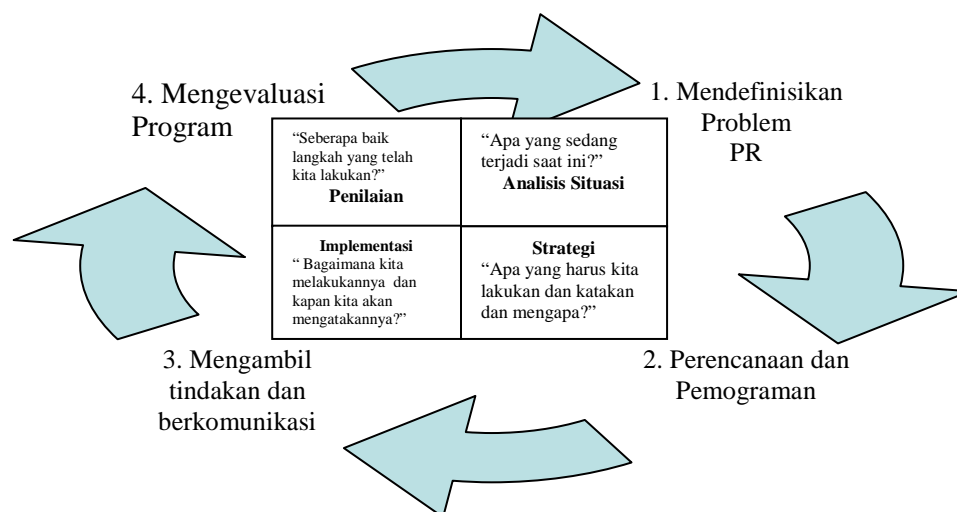 4. Mengevaluasi
Program
1. Mendefinisikan
Problem
PR
“Seberapa baik
langkah yang telah
kita lakukan?”
Penilaian
“Apa yang sedang
terjadi saat ini?”
Analisis Situasi
Implementasi
“ Bagaimana kita
melakukannya dan
kapan kita akan
mengatakannya?”
Strategi
“Apa yang harus kita
lakukan dan katakan
dan mengapa?”
3. Mengambil
tindakan dan
berkomunikasi
2. Perencanaan dan
Pemograman